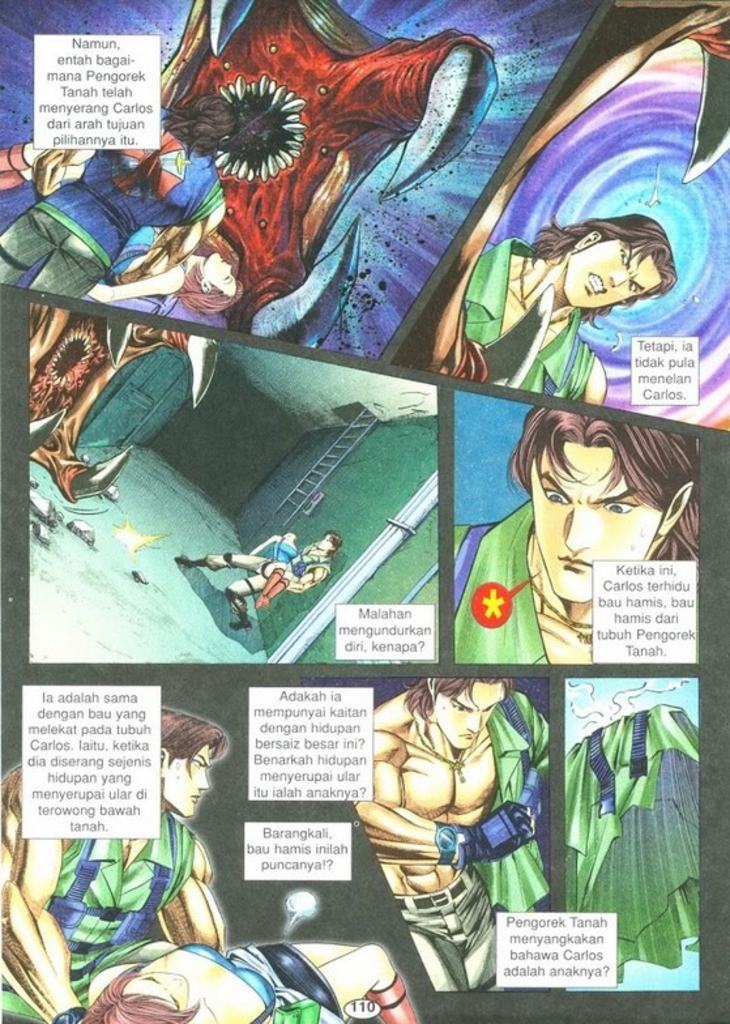 Namun,
entah bagai-
mana Pengorek
Tanah telah
menyerang Carlos
dari arah tujuan
pilihannya itu.
Tetapi, ia
tidak pula
menelan
Carlos.
Malahan
mengundurkan
diri, kenapa?
Ketika ini,
Carlos terhidu
bau hamis, bau
hamis dari
tubuh Pengorek
Tanah.
Ia adalah sama
dengan bau yang
melekat pada tubuh
Carlos. Iaitu, ketika
dia diserang sejenis
hidupan yang
menyerupai ular di
terowong bawah
tanah.
Adakah ia
mempunyai kaitan
dengan hidupan
bersaiz besar ini?
Benarkah hidupan
menyerupai ular
itu ialah anaknya?
Barangkali,
bau hamis inilah
puncanya!?
Pengorek Tanah
menyangkakan
bahawa Carlos
adalah anaknya?
110